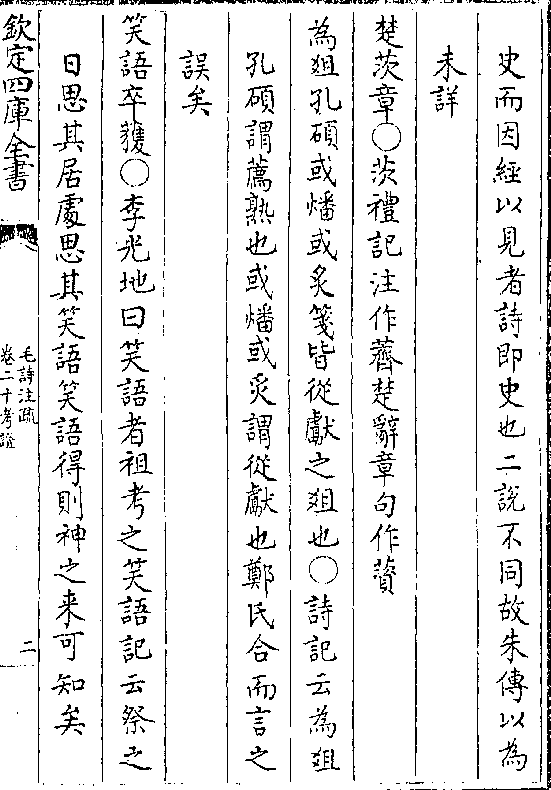 史而因經以見者詩即史也二說不同故朱傳以為
未詳
楚茨章○茨禮記注作薺楚辭章句作薋
為俎孔碩或燔或炙箋皆從獻之俎也○詩記云為俎
孔碩謂薦熟也或燔或炙謂從獻也鄭氏合而言之
誤矣
笑語卒獲○李光地曰笑語者祖考之笑語記云祭之
日思其居處思其笑語笑語得則神之来可知矣
欽定四庫全書
毛詩注疏
卷二十考證
二